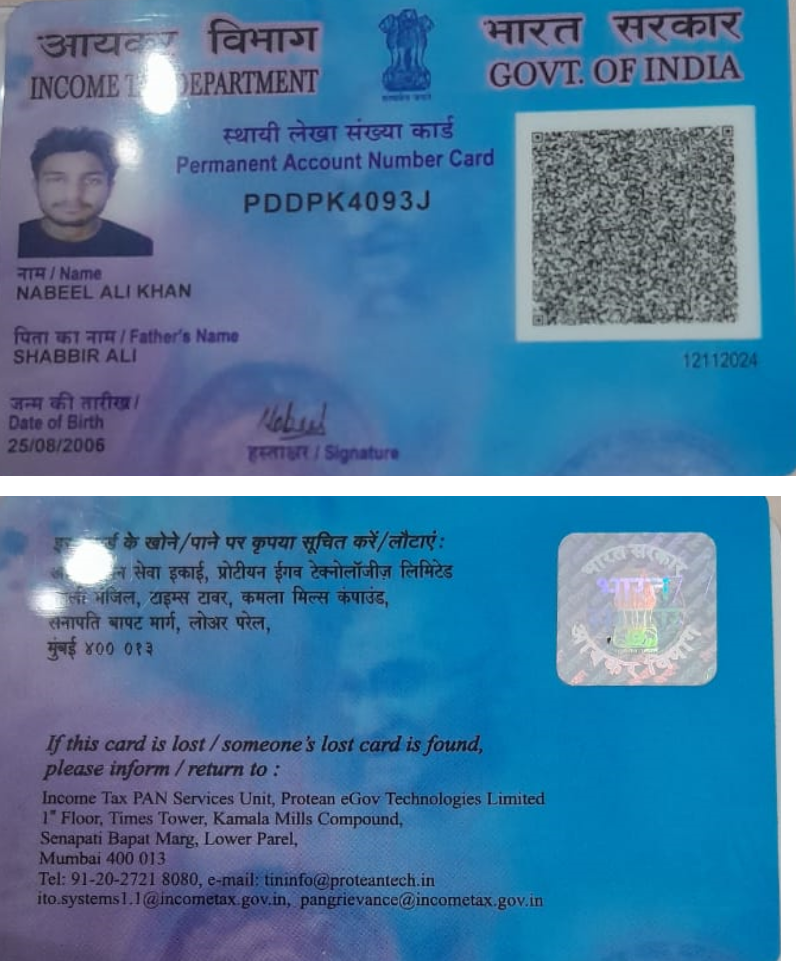 आयकर विभाग
INCOME DEPARTMENT
सत्यमेव जयते
भारत सरकार
GOVT. OF INDIA
स्थायी लेखा संख्या कार्ड
Permanent Account Number Card
PDDPK4093J
नाम / Name
NABEEL ALI KHAN
पिता का नाम / Father's Name
SHABBIR ALI
12112024
जन्म की तारीख /
Date of Birth
25/08/2006
Nabeel
हस्ताक्षर / Signature
के खोने/पाने पर कृपया सूचित करें/लौटाएं :
सेवा इकाई, प्रोटीयन ईगव टेक्नोलॉजीज़ लिमिटेड
मंजिल, टाइम्स टावर, कमला मिल्स कंपाउंड,
सेनापति बापट मार्ग, लोअर परेल,
मुंबई ४०० ०१३
भारत सरकार
भारत
आयकर विभाग
If this card is lost / someone's lost card is found,
please inform / return to :
Income Tax PAN Services Unit, Protean eGov Technologies Limited
1st Floor, Times Tower, Kamala Mills Compound,
Senapati Bapat Marg, Lower Parel,
Mumbai 400 013
Tel: 91-20-2721 8080, e-mail: tininfo@proteantech.in
ito.systems1.1@incometax.gov.in, pangrievance@incometax.gov.in